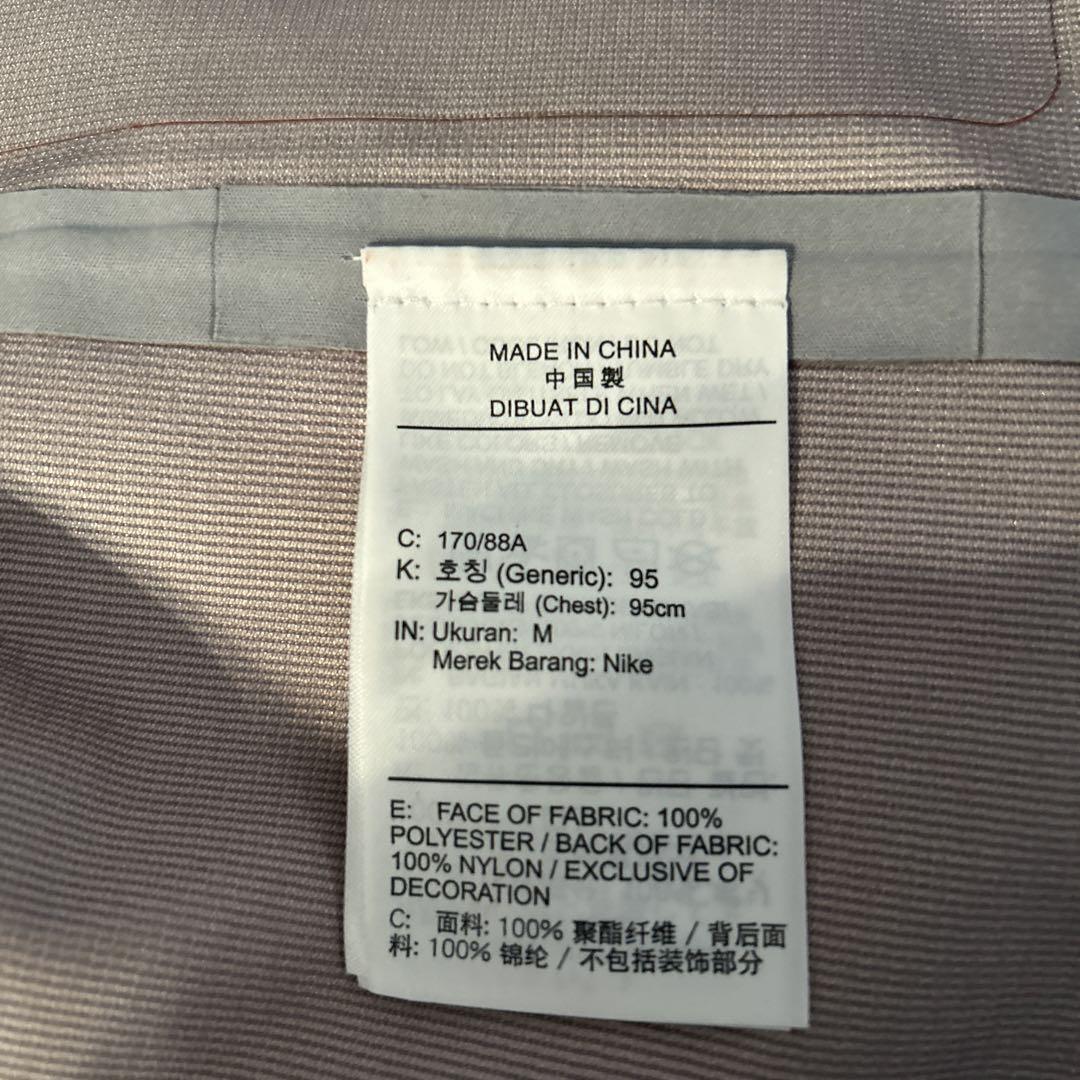 MADE IN CHINA
中国製
DIBUAT DI CINA
C: 170/88A
K: 호칭 (Generic): 95
가슴둘레 (Chest): 95cm
IN: Ukuran: M
Merek Barang: Nike
E: FACE OF FABRIC: 100%
POLYESTER / BACK OF FABRIC:
100% NYLON / EXCLUSIVE OF
DECORATION
C: 面料: 100% 聚酯纤维 / 背后面
料: 100% 锦纶 / 不包括装饰部分